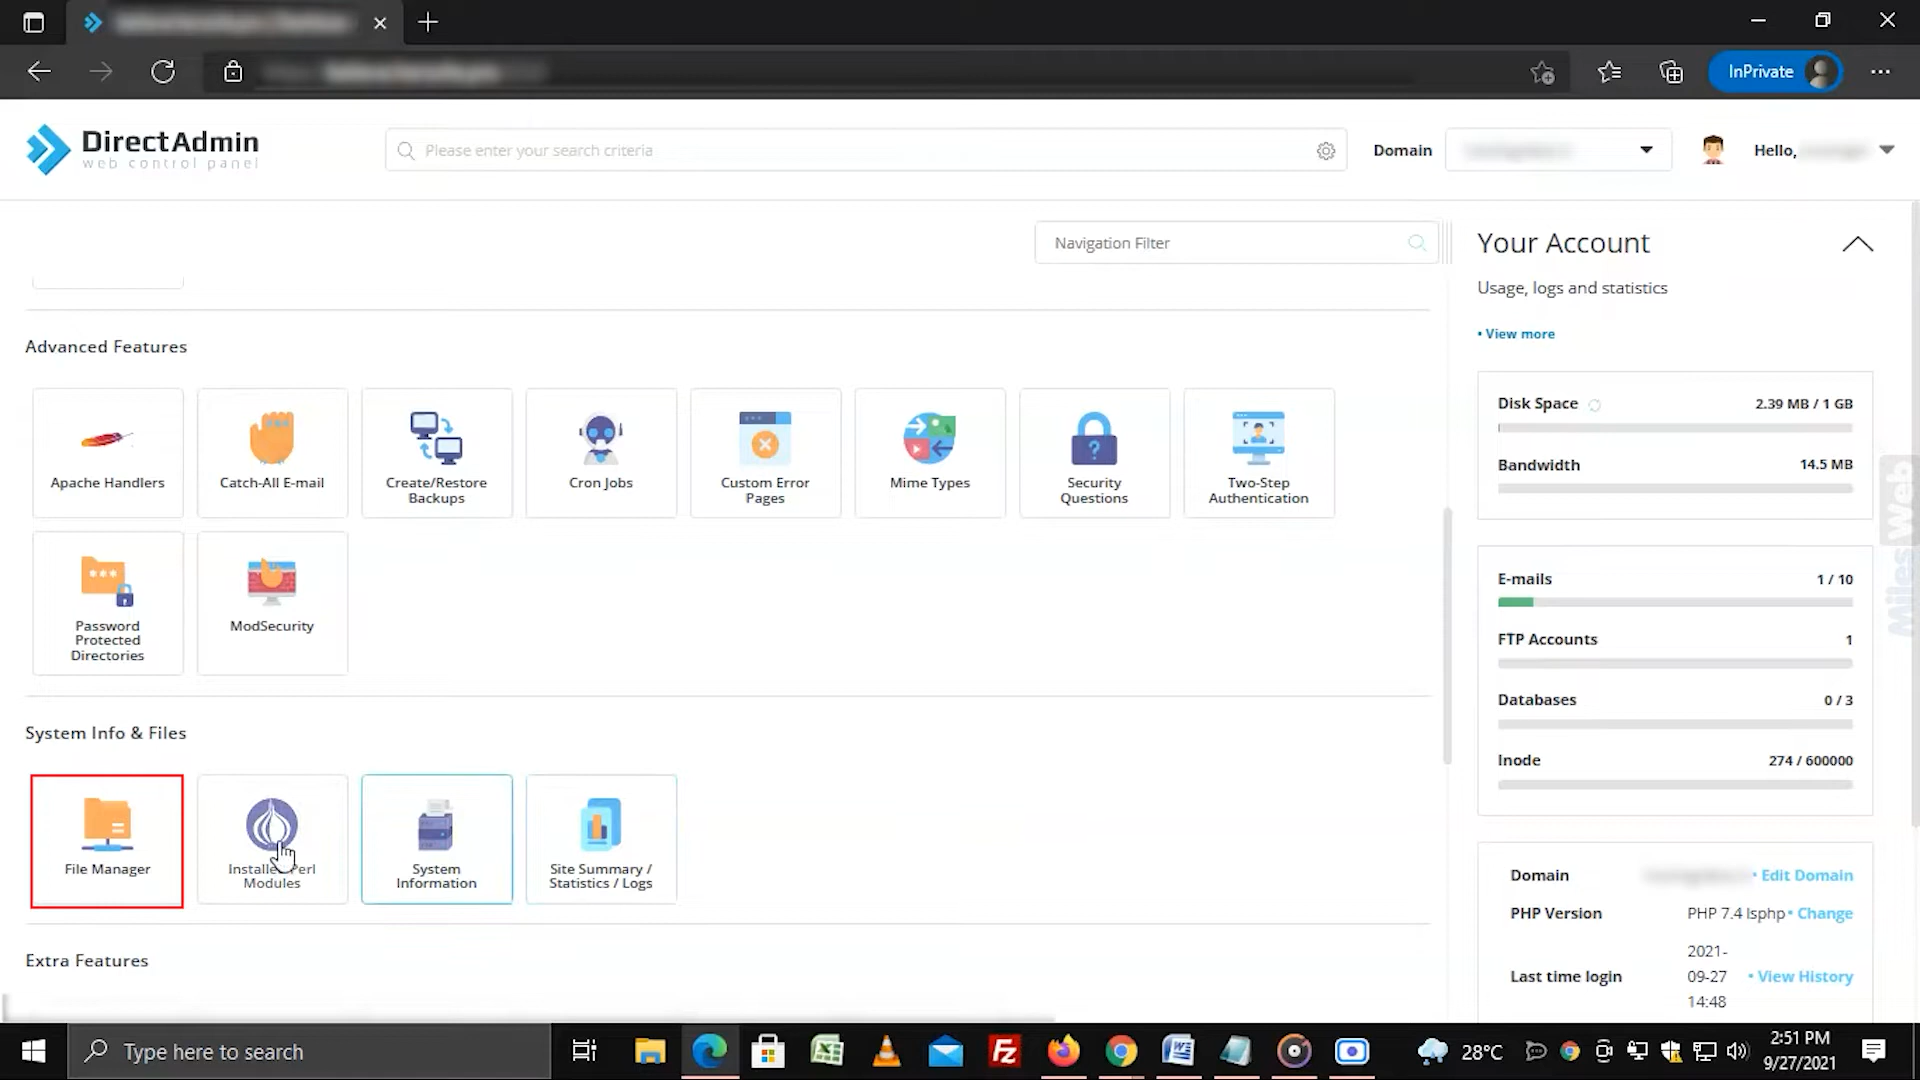 InPrivate
DirectAdmin
web control panel
Please enter your search criteria
Domain
Hello,
Navigation Filter
Your Account
Usage, logs and statistics
• View more
Advanced Features
Apache Handlers
Catch-All E-mail
Create/Restore
Backups
Cron Jobs
Custom Error
Pages
Mime Types
Security
Questions
Two-Step
Authentication
Password
Protected
Directories
ModSecurity
Disk Space
2.39 MB / 1 GB
Bandwidth
14.5 MB
E-mails
1 / 10
FTP Accounts
1
Databases
0 / 3
Inode
274 / 600000
MilesWeb
System Info & Files
File Manager
Installed Perl
Modules
System
Information
Site Summary /
Statistics / Logs
Extra Features
Domain
• Edit Domain
PHP Version
PHP 7.4 lsphp • Change
Last time login
2021-
09-27
14:48
• View History
Type here to search
28°C
2:51 PM
9/27/2021